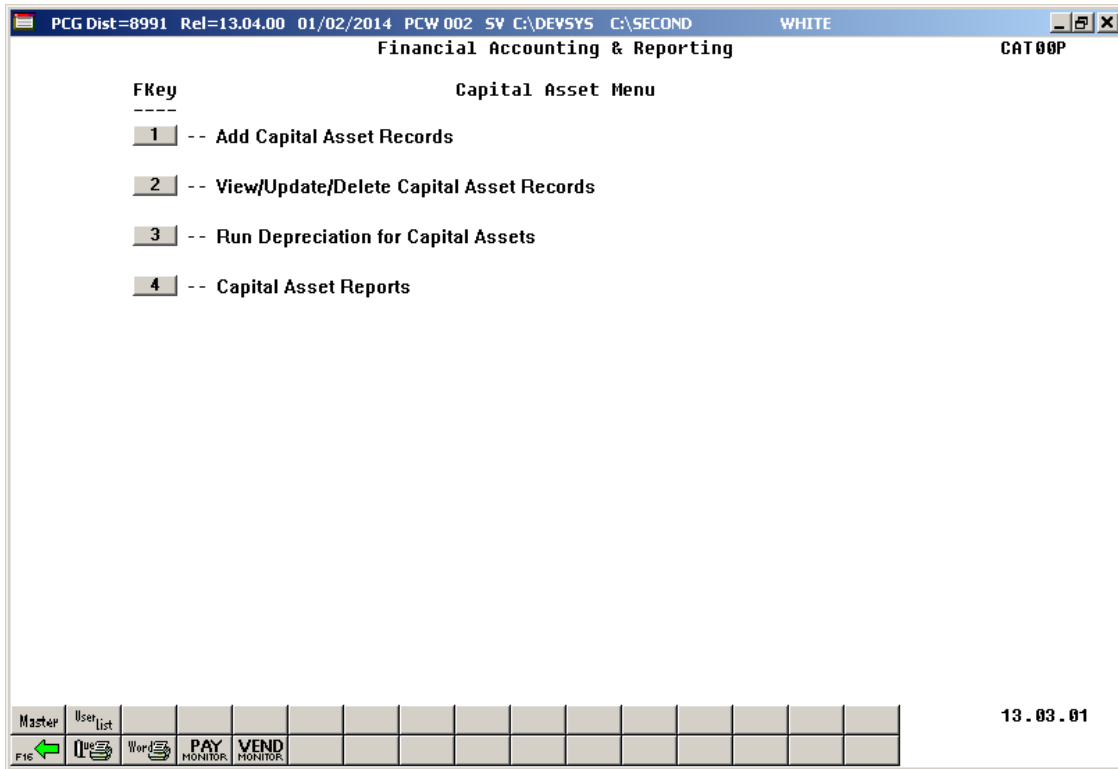 PCG Dist=8991 Rel=13.04.00 01/02/2014 PCW 002 SV C:\DEVSYS C:\SECOND WHITE
Financial Accounting & Reporting CAT00P
FKey Capital Asset Menu
----
1 -- Add Capital Asset Records
2 -- View/Update/Delete Capital Asset Records
3 -- Run Depreciation for Capital Assets
4 -- Capital Asset Reports
Master User List 13.03.01
F16 Que Word PAY MONITOR VEND MONITOR